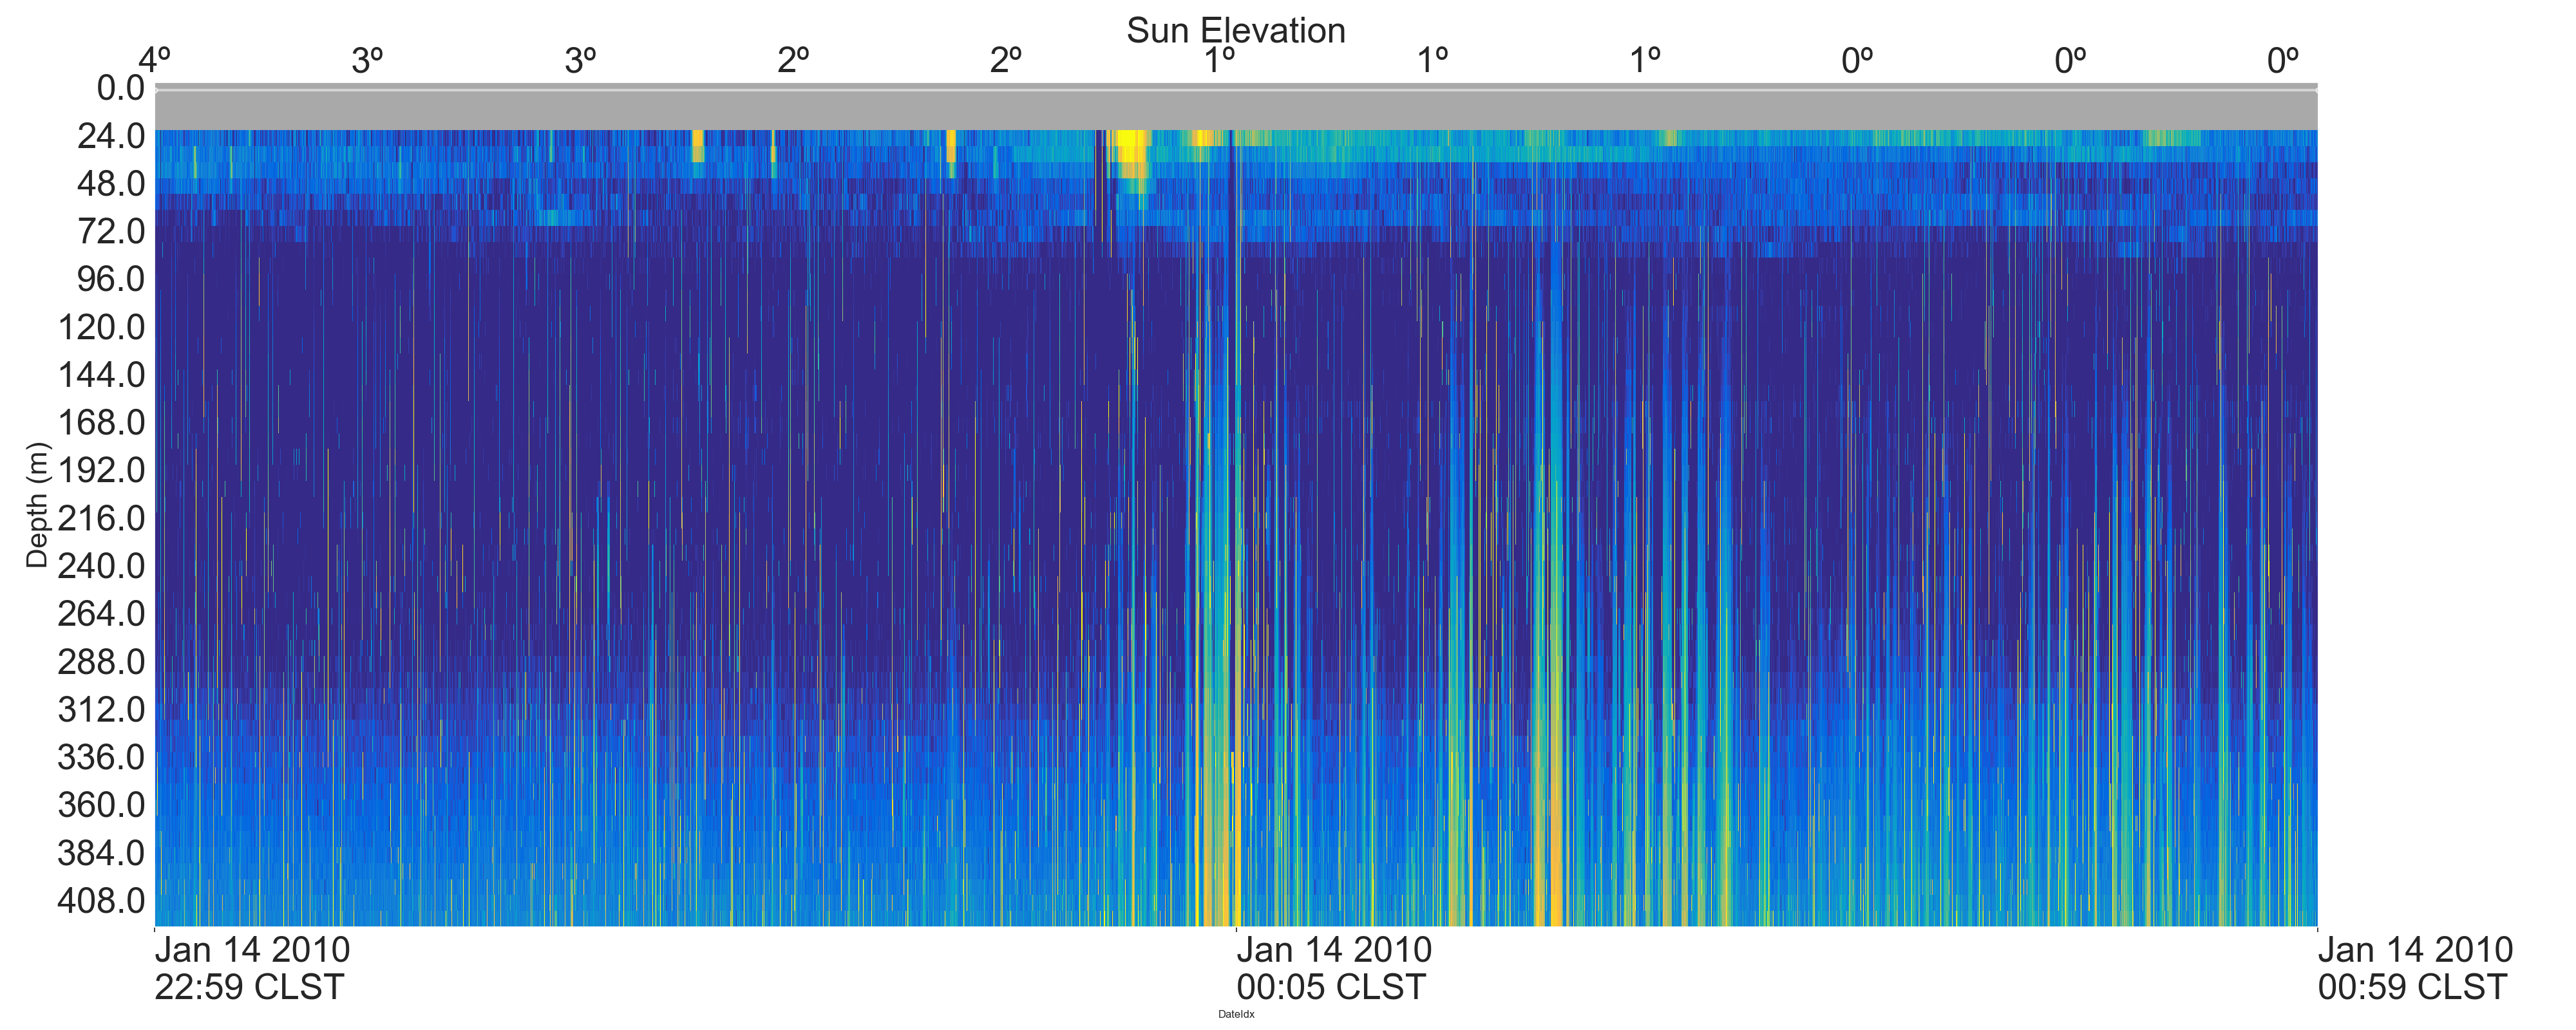 Sun Elevation
4º 3º 3º 2º 2º 1º 1º 1º 0º 0º 0º
0.0
24.0
48.0
72.0
96.0
120.0
144.0
168.0
192.0
216.0
240.0
264.0
288.0
312.0
336.0
360.0
384.0
408.0
Depth (m)
Jan 14 2010
22:59 CLST
Jan 14 2010
00:05 CLST
Jan 14 2010
00:59 CLST
DateIdx